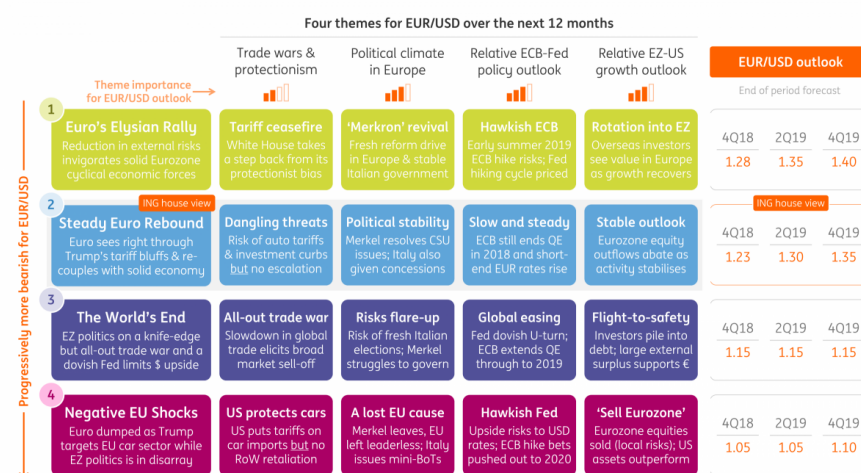 Four themes for EUR/USD over the next 12 months
Trade wars &
protectionism
Political climate
in Europe
Relative ECB-Fed
policy outlook
Relative EZ-US
growth outlook
EUR/USD outlook
End of period forecast
Theme importance
for EUR/USD outlook
Progressively more bearish for EUR/USD
1
Euro's Elysian Rally
Reduction in external risks
invigorates solid Eurozone
cyclical economic forces
Tariff ceasefire
White House takes
a step back from its
protectionist bias
‘Merkron’ revival
Fresh reform drive
in Europe & stable
Italian government
Hawkish ECB
Early summer 2019
ECB hike risks; Fed
hiking cycle priced
Rotation into EZ
Overseas investors
see value in Europe
as growth recovers
4Q18 2Q19 4Q19
1.28 1.35 1.40
2
ING house view
Steady Euro Rebound
Euro sees right through
Trump's tariff bluffs & re-
couples with solid economy
Dangling threats
Risk of auto tariffs
& investment curbs
but no escalation
Political stability
Merkel resolves CSU
issues; Italy also
given concessions
Slow and steady
ECB still ends QE
in 2018 and short-
end EUR rates rise
Stable outlook
Eurozone equity
outflows abate as
activity stabilises
ING house view
4Q18 2Q19 4Q19
1.23 1.30 1.35
3
The World's End
EZ politics on a knife-edge
but all-out trade war and a
dovish Fed limits $ upside
All-out trade war
Slowdown in global
trade elicits broad
market sell-off
Risks flare-up
Risk of fresh Italian
elections; Merkel
struggles to govern
Global easing
Fed dovish U-turn;
ECB extends QE
through to 2019
Flight-to-safety
Investors pile into
debt; large external
surplus supports €
4Q18 2Q19 4Q19
1.15 1.15 1.15
4
Negative EU Shocks
Euro dumped as Trump
targets EU car sector while
EZ politics is in disarray
US protects cars
US puts tariffs on
car imports but no
RoW retaliation
A lost EU cause
Merkel leaves, EU
left leaderless; Italy
issues mini-BoTs
Hawkish Fed
Upside risks to USD
rates; ECB hike bets
pushed out to 2020
‘Sell Eurozone’
Eurozone equities
sold (local risks); US
assets outperform
4Q18 2Q19 4Q19
1.05 1.05 1.10